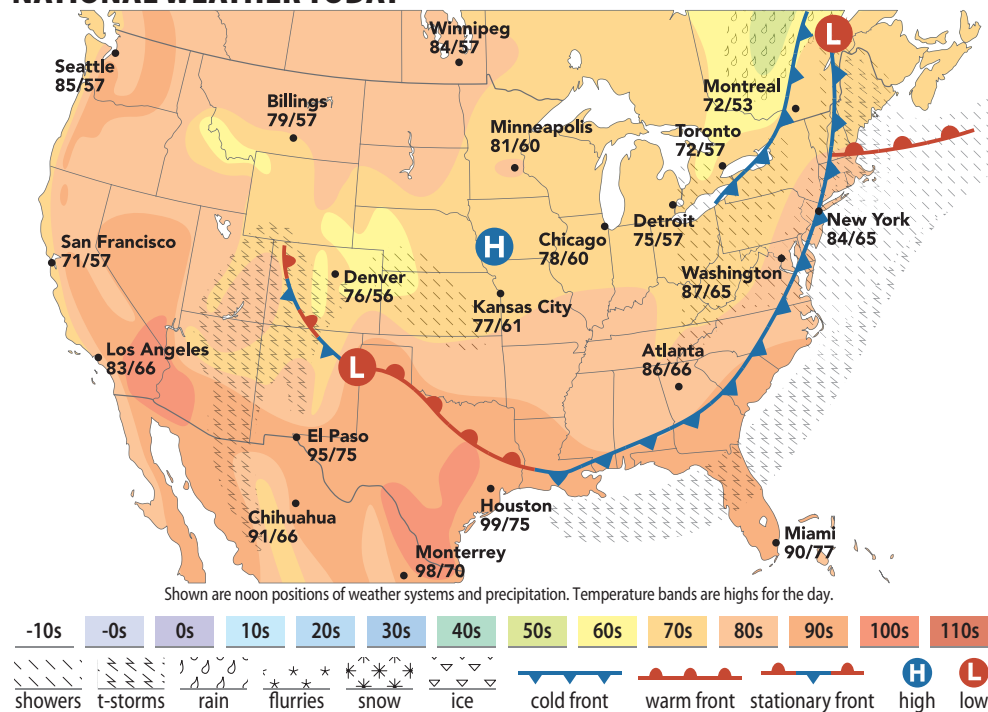 NATIONAL WEATHER TODAY
Winnipeg
84/57
Seattle
85/57
Billings
79/57
Montreal
72/53
Minneapolis
81/60
Toronto
72/57
L
New York
84/65
San Francisco
71/57
H
Chicago
78/60
Detroit
75/57
Washington
87/65
Denver
76/56
Kansas City
77/61
Los Angeles
83/66
L
Atlanta
86/66
El Paso
95/75
Houston
99/75
Chihuahua
91/66
Miami
90/77
Monterrey
98/70
Shown are noon positions of weather systems and precipitation. Temperature bands are highs for the day.
-10s -0s 0s 10s 20s 30s 40s 50s 60s 70s 80s 90s 100s 110s
H L
showers t-storms rain flurries snow ice cold front warm front stationary front high low